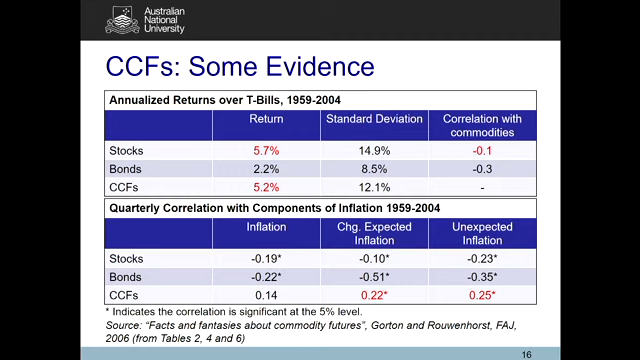 Australian
National
University
CCFs: Some Evidence
Annualized Returns over T-Bills, 1959-2004
Return Standard Deviation Correlation with
commodities
Stocks 5.7% 14.9% -0.1
Bonds 2.2% 8.5% -0.3
CCFs 5.2% 12.1% -
Quarterly Correlation with Components of Inflation 1959-2004
Inflation Chg. Expected Unexpected
Inflation Inflation
Stocks -0.19* -0.10* -0.23*
Bonds -0.22* -0.51* -0.35*
CCFs 0.14 0.22* 0.25*
* Indicates the correlation is significant at the 5% level.
Source: “Facts and fantasies about commodity futures”, Gorton and Rouwenhorst, FAJ,
2006 (from Tables 2, 4 and 6)
16